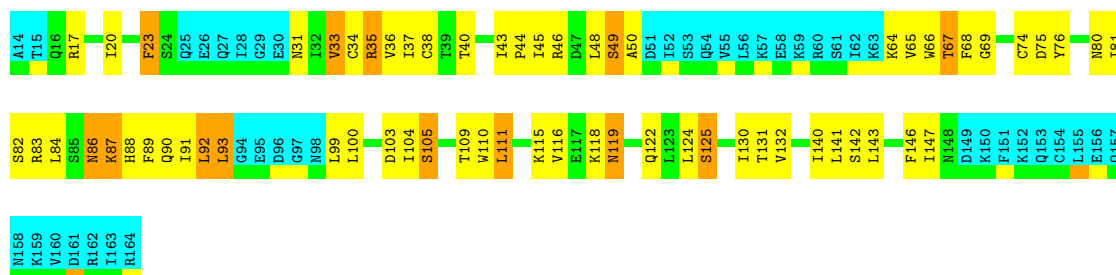 A14 T15 Q16 R17 I20 F23 S24 Q25 E26 Q27 I28 G29 E30 N31 I32 V33 C34 R35 V36 I37 C38 T39 T40 I43 P44 I45 R46 D47 L48 S49 A50 D51 I52 S53 Q54 V55 L56 K57 E58 K59 R60 S61 I62 K63 K64 V65 W66 T67 F68 G69 C74 D75 Y76 N80
S82 R83 L84 S85 N86 K87 H88 F89 Q90 I91 L92 L93 G94 E95 D96 G97 N98 L99 L100 D103 I104 S105 T109 W110 L111 K115 V116 E117 K118 N119 Q122 L123 L124 S125 I130 T131 V132 I140 L141 S142 L143 F146 I147 N148 D149 K150 F151 K152 Q153 C154 L155 E156
N158 K159 V160 D161 R162 I163 R164